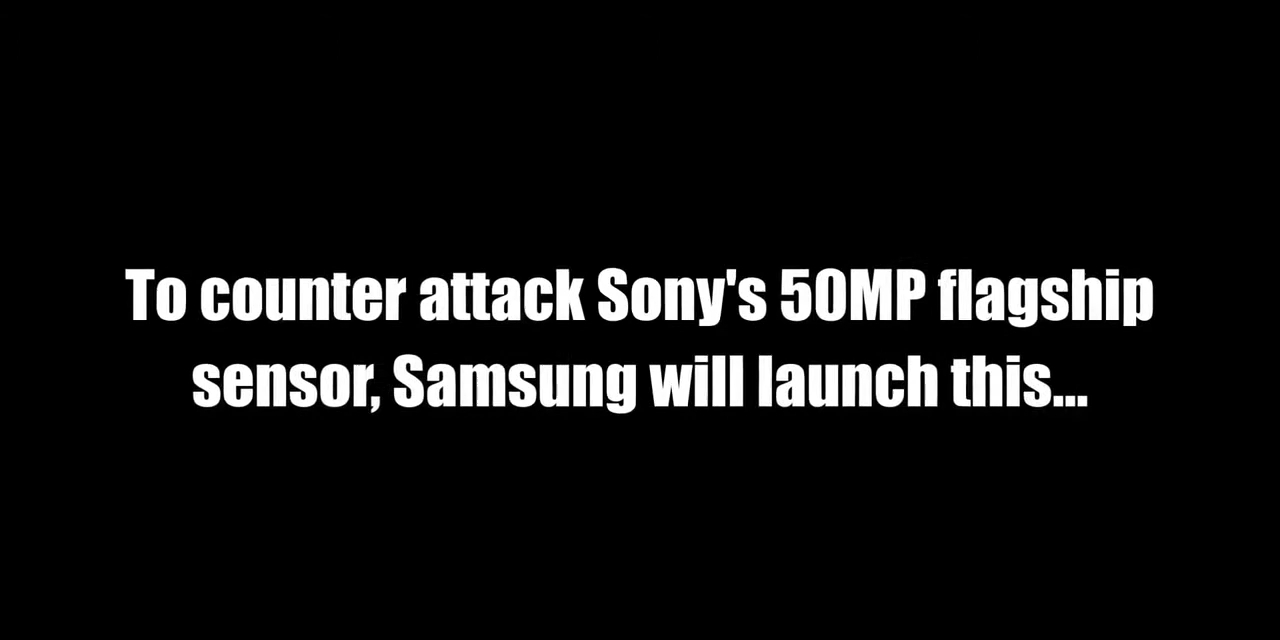 To counter attack Sony's 50MP flagship
sensor, Samsung will launch this...